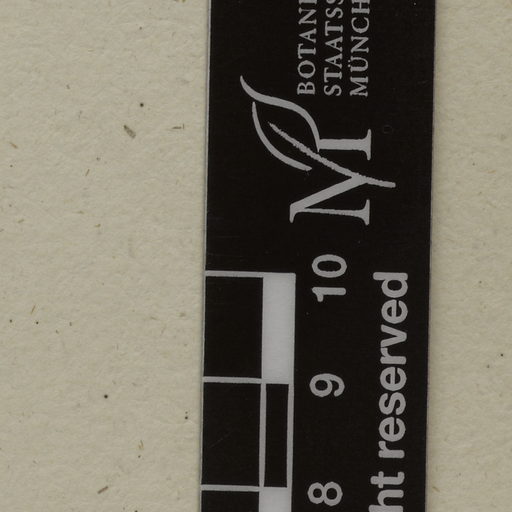 BOTANI
STAATSS
MÜNCH
M
10
9
8
ht reserved